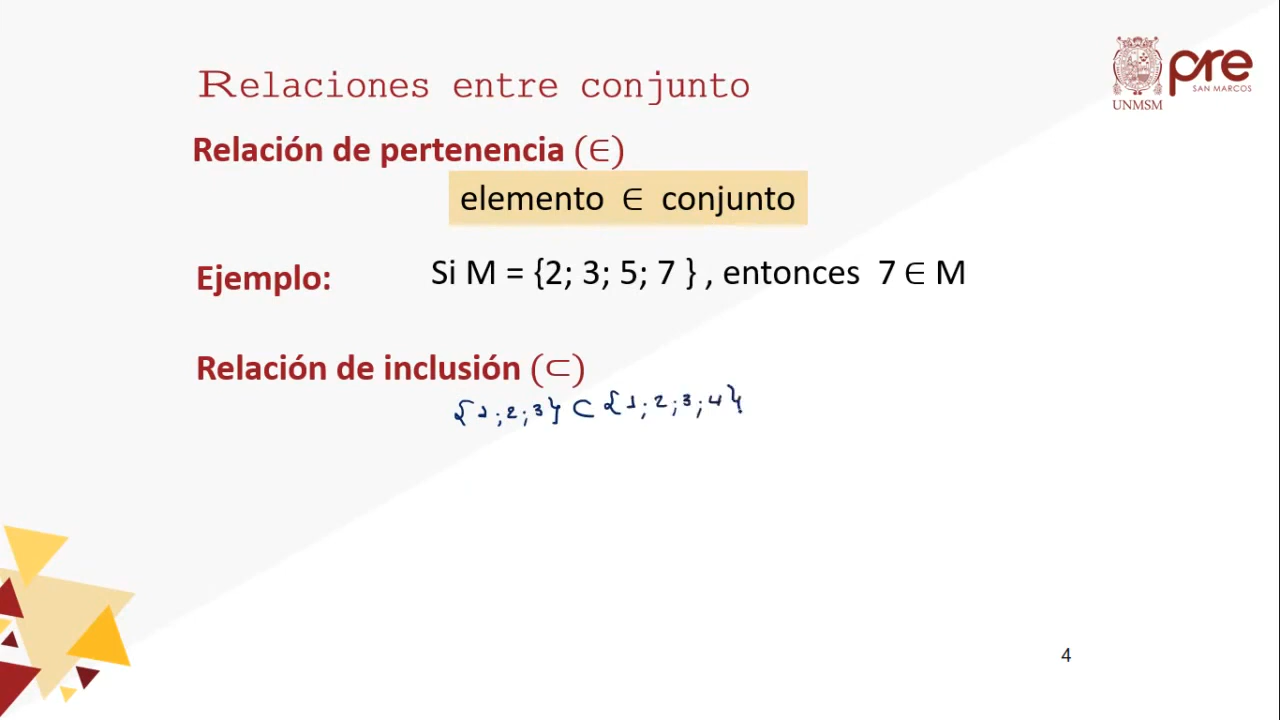 Relaciones entre conjunto
pre
SAN MARCOS
UNMSM
Relación de pertenencia (∈)
elemento ∈ conjunto
Ejemplo: Si M = {2; 3; 5; 7 } , entonces 7 ∈ M
Relación de inclusión (⊂)
{1;2;3} ⊂ {1;2;3;4}
4